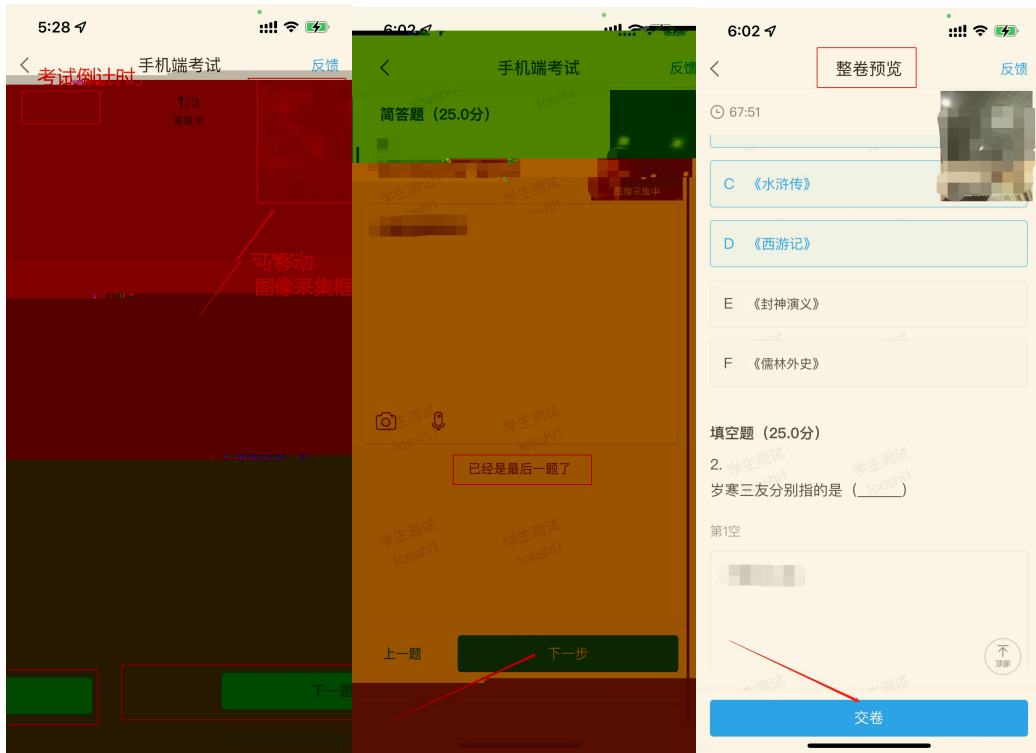 5:28
手机端考试
反馈
考试倒计时
1/3
答题卡
可移动
图像采集框
下一题
6:02
手机端考试
反馈
简答题（25.0分）
图像采集中
学生测试
1ceshi1
已经是最后一题了
上一题
下一步
6:02
整卷预览
反馈
67:51
C 《水浒传》
D 《西游记》
E 《封神演义》
F 《儒林外史》
填空题（25.0分）
2.
岁寒三友分别指的是（______）
第1空
顶部
交卷